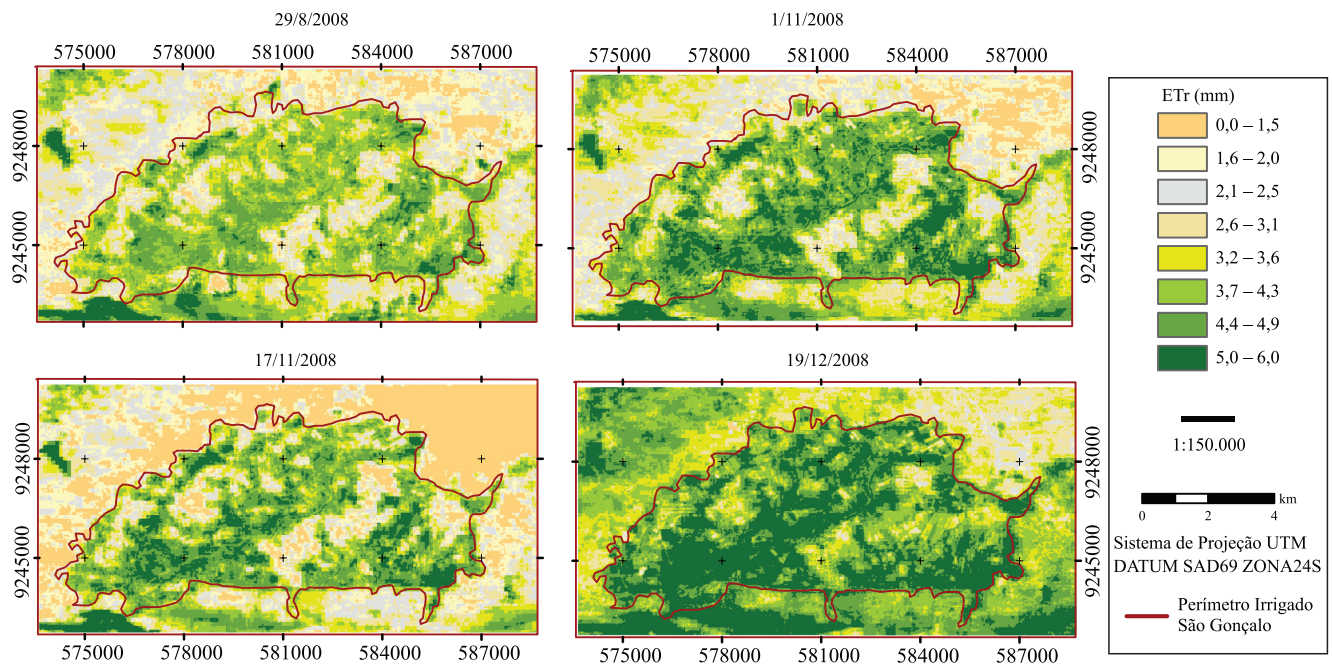 29/8/2008
575000 578000 581000 584000 587000
9248000
9245000
1/11/2008
575000 578000 581000 584000 587000
9248000
9245000
17/11/2008
9248000
9245000
575000 578000 581000 584000 587000
19/12/2008
9248000
9245000
575000 578000 581000 584000 587000
ETr (mm)
0,0 – 1,5
1,6 – 2,0
2,1 – 2,5
2,6 – 3,1
3,2 – 3,6
3,7 – 4,3
4,4 – 4,9
5,0 – 6,0
1:150.000
km
0 2 4
Sistema de Projeção UTM
DATUM SAD69 ZONA24S
Perímetro Irrigado
São Gonçalo